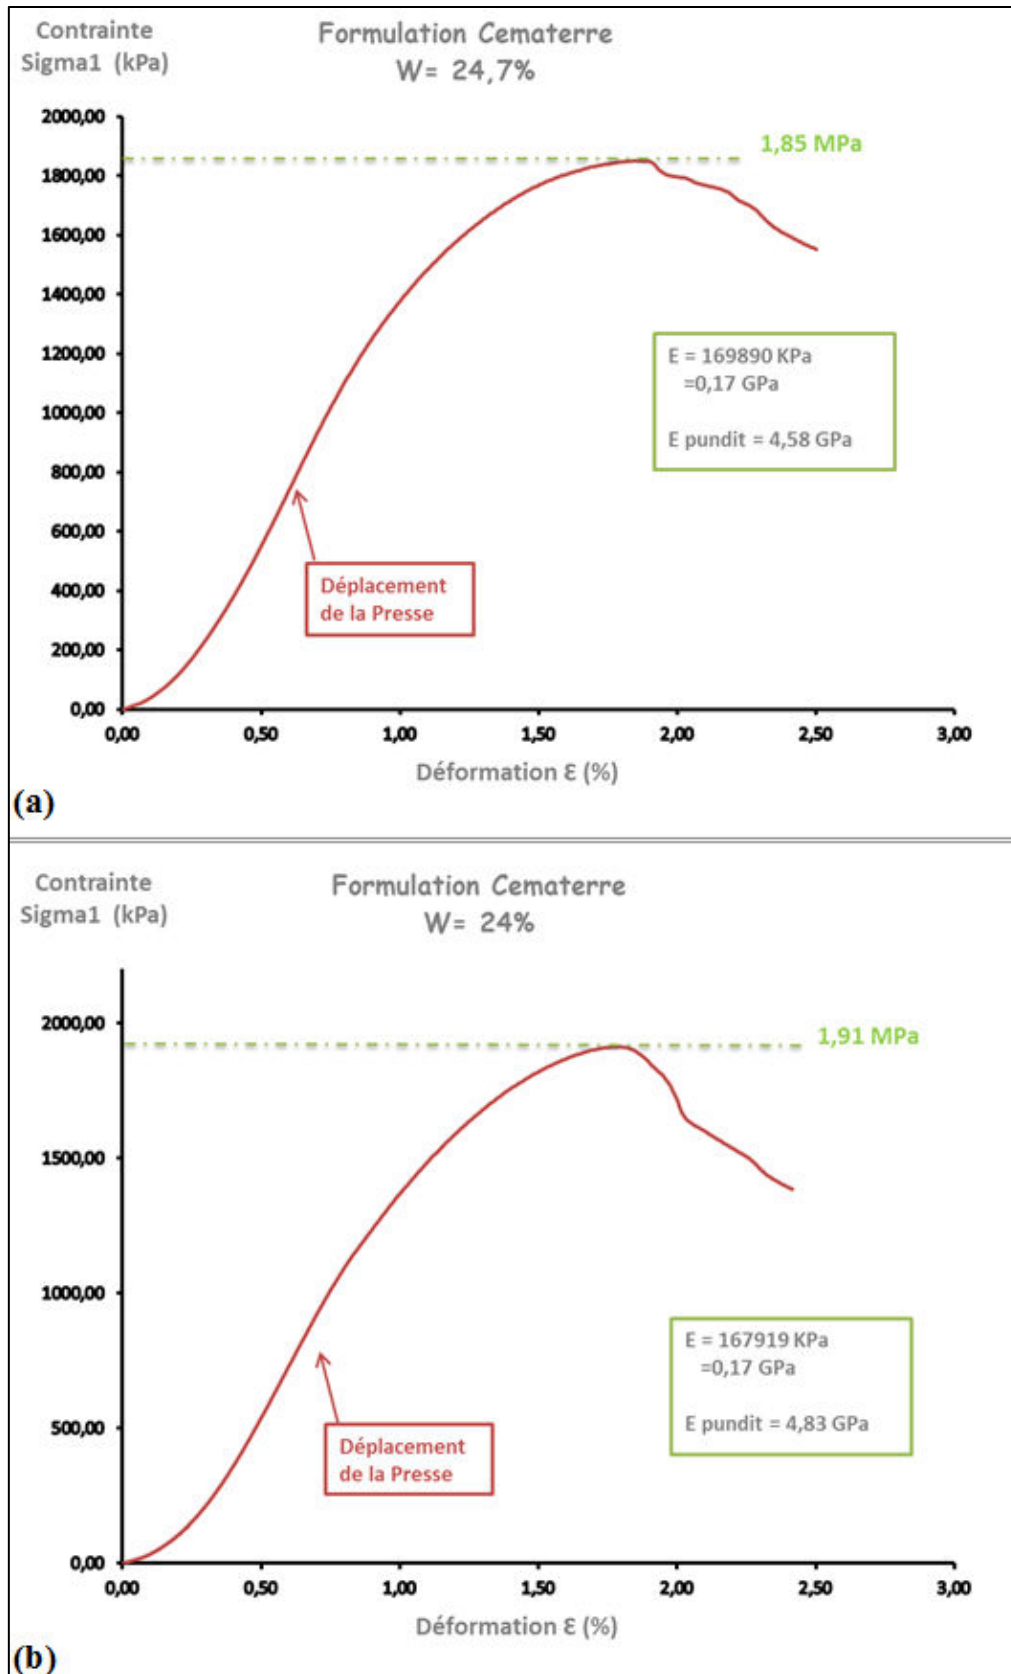 Contrainte
Sigma1 (kPa)
Formulation Cematerre
W= 24,7%
2000,00
1800,00
1600,00
1400,00
1200,00
1000,00
800,00
600,00
400,00
200,00
0,00
1,85 MPa
E = 169890 KPa
=0,17 GPa
E pundit = 4,58 GPa
Déplacement
de la Presse
0,00 0,50 1,00 1,50 2,00 2,50 3,00
Déformation Ɛ (%)
(a)
Contrainte
Sigma1 (kPa)
Formulation Cematerre
W= 24%
2000,00
1500,00
1000,00
500,00
0,00
1,91 MPa
E = 167919 KPa
=0,17 GPa
E pundit = 4,83 GPa
Déplacement
de la Presse
0,00 0,50 1,00 1,50 2,00 2,50 3,00
Déformation Ɛ (%)
(b)